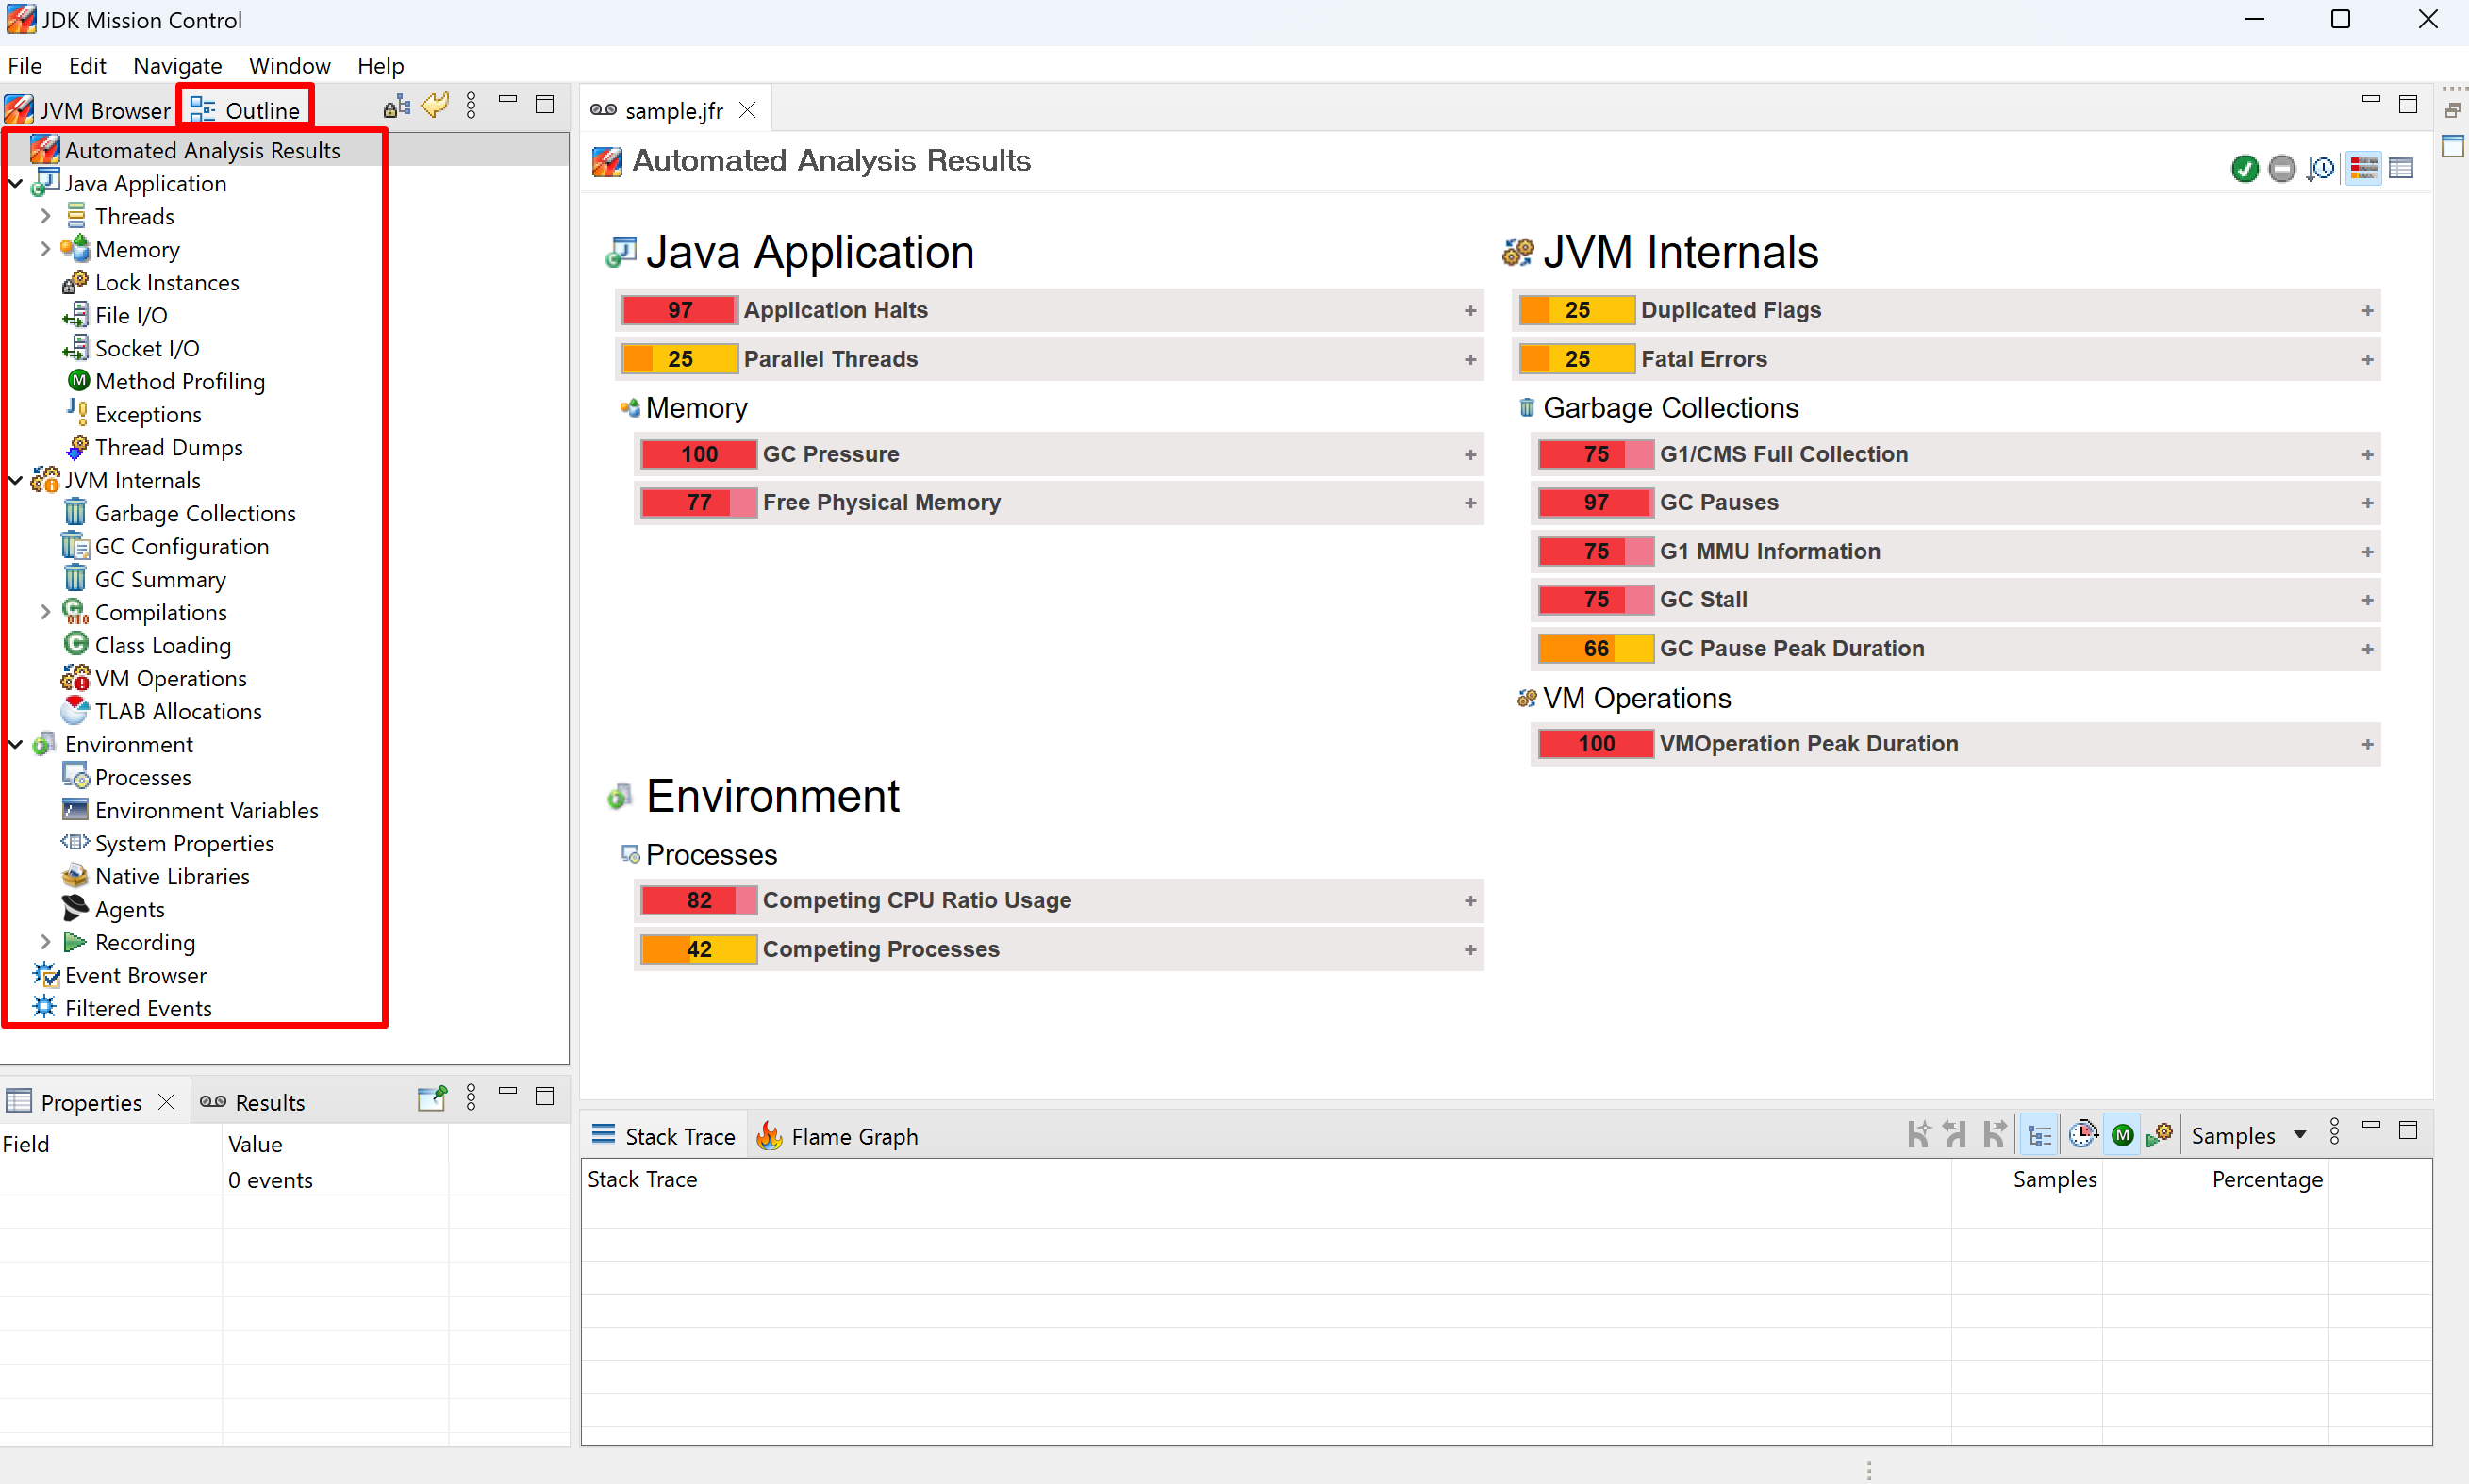 JDK Mission Control
File Edit Navigate Window Help
JVM Browser Outline
Automated Analysis Results
Java Application
Threads
Memory
Lock Instances
File I/O
Socket I/O
Method Profiling
Exceptions
Thread Dumps
JVM Internals
Garbage Collections
GC Configuration
GC Summary
Compilations
Class Loading
VM Operations
TLAB Allocations
Environment
Processes
Environment Variables
System Properties
Native Libraries
Agents
Recording
Event Browser
Filtered Events
sample.jfr
Automated Analysis Results
Java Application
97 Application Halts +
25 Parallel Threads +
Memory
100 GC Pressure +
77 Free Physical Memory +
Environment
Processes
82 Competing CPU Ratio Usage +
42 Competing Processes +
JVM Internals
25 Duplicated Flags +
25 Fatal Errors +
Garbage Collections
75 G1/CMS Full Collection +
97 GC Pauses +
75 G1 MMU Information +
75 GC Stall +
66 GC Pause Peak Duration +
VM Operations
100 VMOperation Peak Duration +
Properties Results
Field Value
0 events
Stack Trace Flame Graph Samples
Stack Trace Samples Percentage